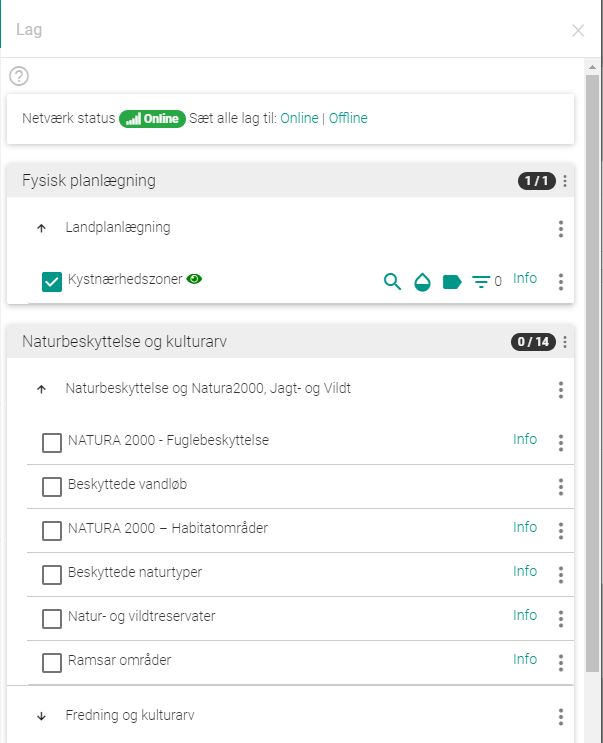 Lag
Netværk status Online Sæt alle lag til: Online | Offline
Fysisk planlægning 1 / 1
Landplanlægning
Kystnærhedszoner 0 Info
Naturbeskyttelse og kulturarv 0 / 14
Naturbeskyttelse og Natura2000, Jagt- og Vildt
NATURA 2000 - Fuglebeskyttelse Info
Beskyttede vandløb
NATURA 2000 – Habitatområder Info
Beskyttede naturtyper Info
Natur- og vildtreservater Info
Ramsar områder Info
Fredning og kulturarv